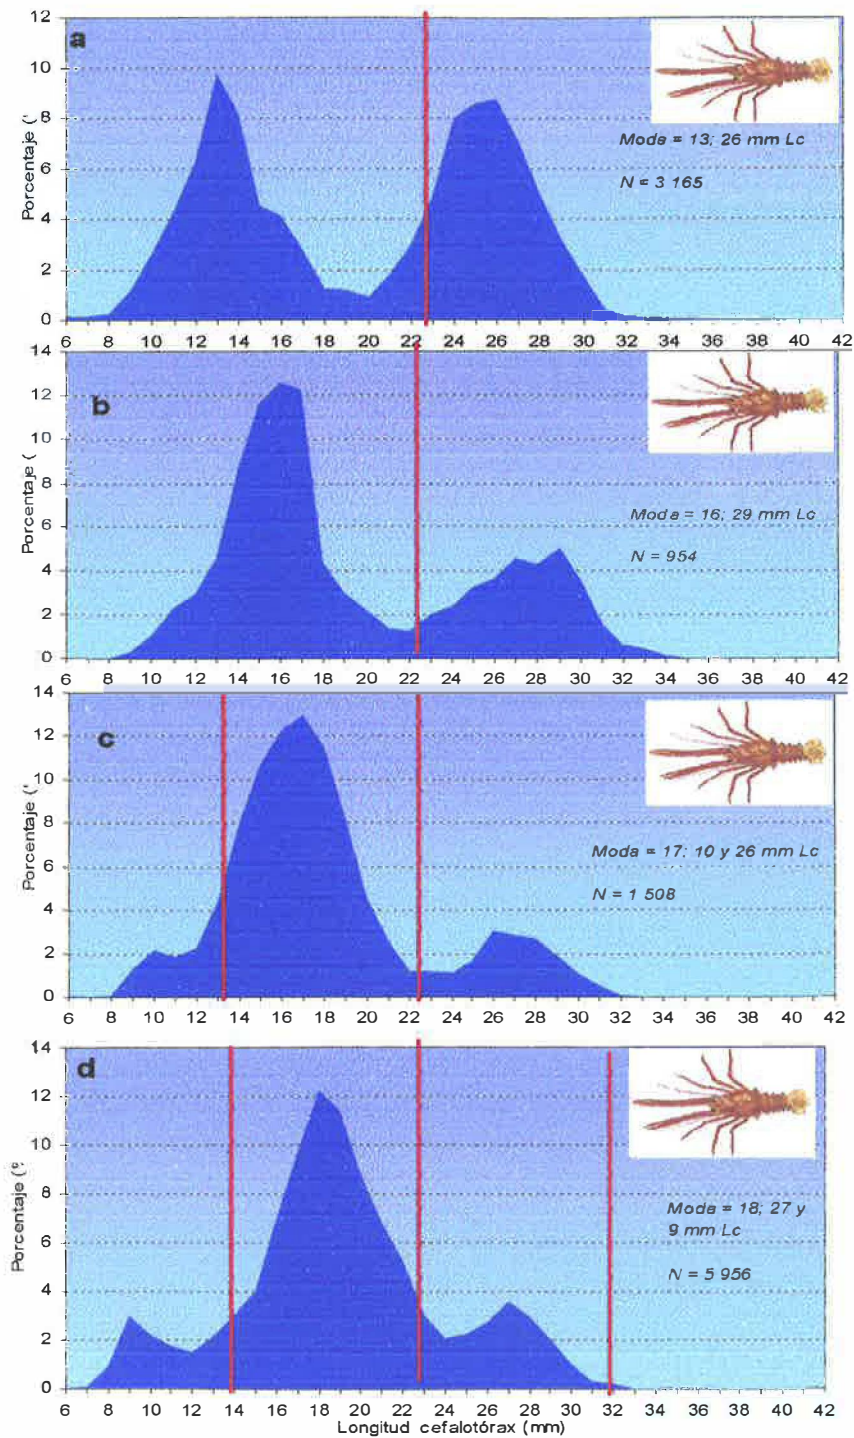 a
12
10
8
6
4
2
0
Porcentaje (
Moda = 13; 26 mm Lc
N = 3 165
6 8 10 12 14 16 18 20 22 24 26 28 30 32 34 36 38 40 42
b
14
12
10
8
6
4
2
0
Porcentaje (
Moda = 16; 29 mm Lc
N = 954
6 8 10 12 14 16 18 20 22 24 26 28 30 32 34 36 38 40 42
c
14
12
10
8
6
4
2
0
Porcentaje (
Moda = 17; 10 y 26 mm Lc
N = 1 508
6 8 10 12 14 16 18 20 22 24 26 28 30 32 34 36 38 40 42
d
14
12
10
8
6
4
2
0
Porcentaje (
Moda = 18; 27 y
9 mm Lc
N = 5 956
6 8 10 12 14 16 18 20 22 24 26 28 30 32 34 36 38 40 42
Longitud cefalotórax (mm)